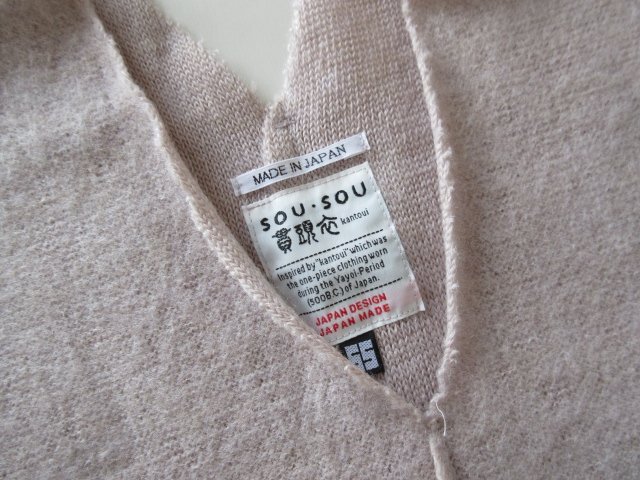 MADE IN JAPAN
SOU・SOU
貫頭衣 kantoui
Inspired by "kantoui" which was
the one-piece clothing worn
during the Yayoi-Period
(500B.C.) of Japan.
JAPAN DESIGN
JAPAN MADE
SS